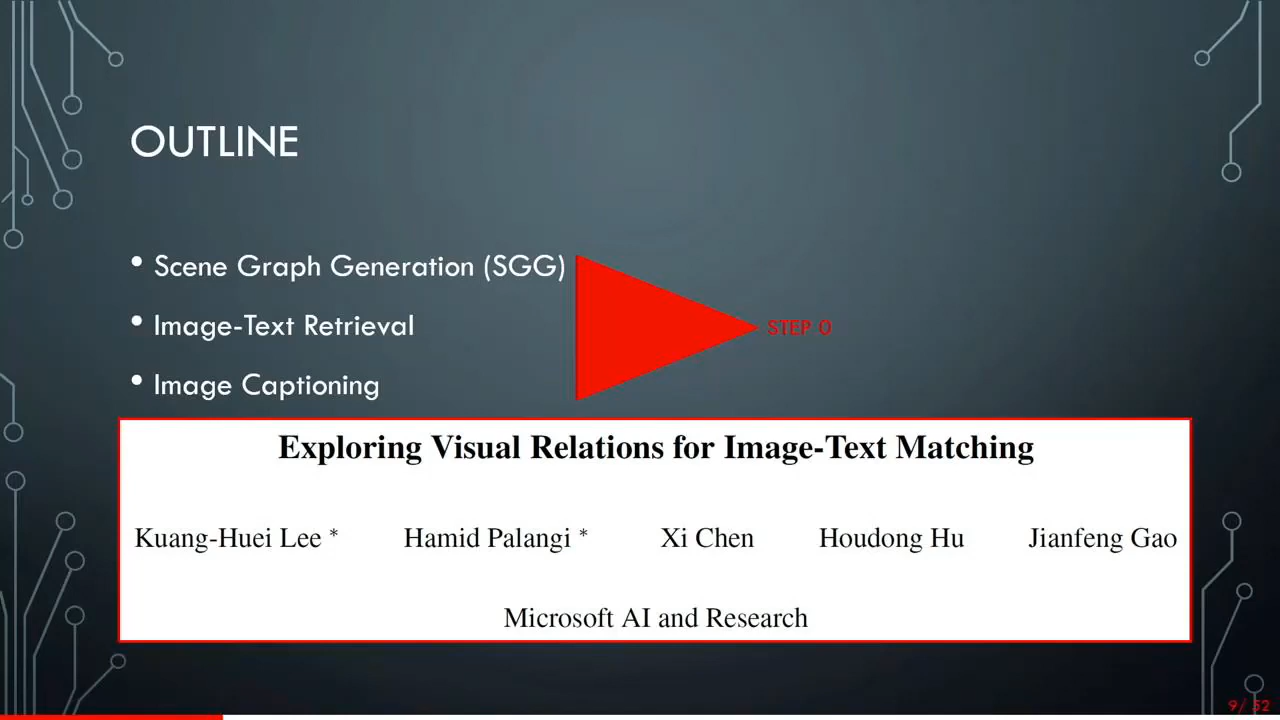 OUTLINE
• Scene Graph Generation (SGG)
• Image-Text Retrieval
STEP 0
• Image Captioning
Exploring Visual Relations for Image-Text Matching
Kuang-Huei Lee * Hamid Palangi * Xi Chen Houdong Hu Jianfeng Gao
Microsoft AI and Research
9/ 52